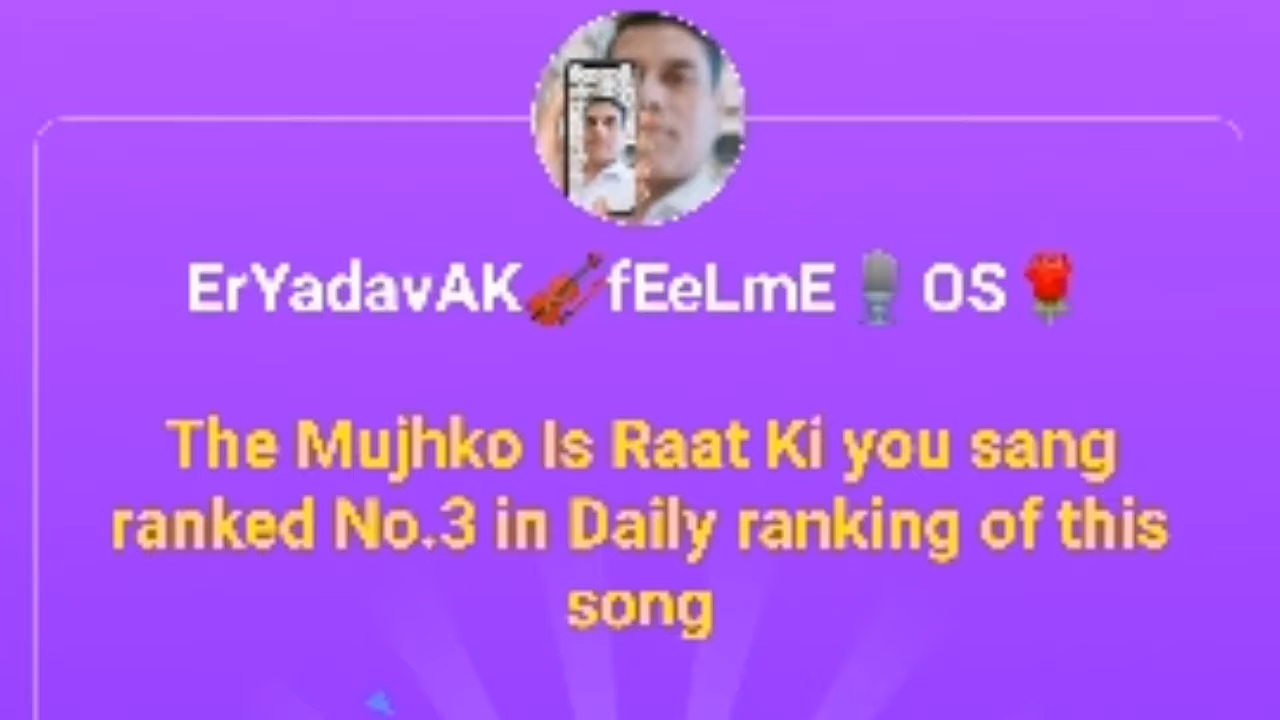 ErYadavAK🎻fEeLmE🎙️OS🌹
The Mujhko Is Raat Ki you sang
ranked No.3 in Daily ranking of this
song